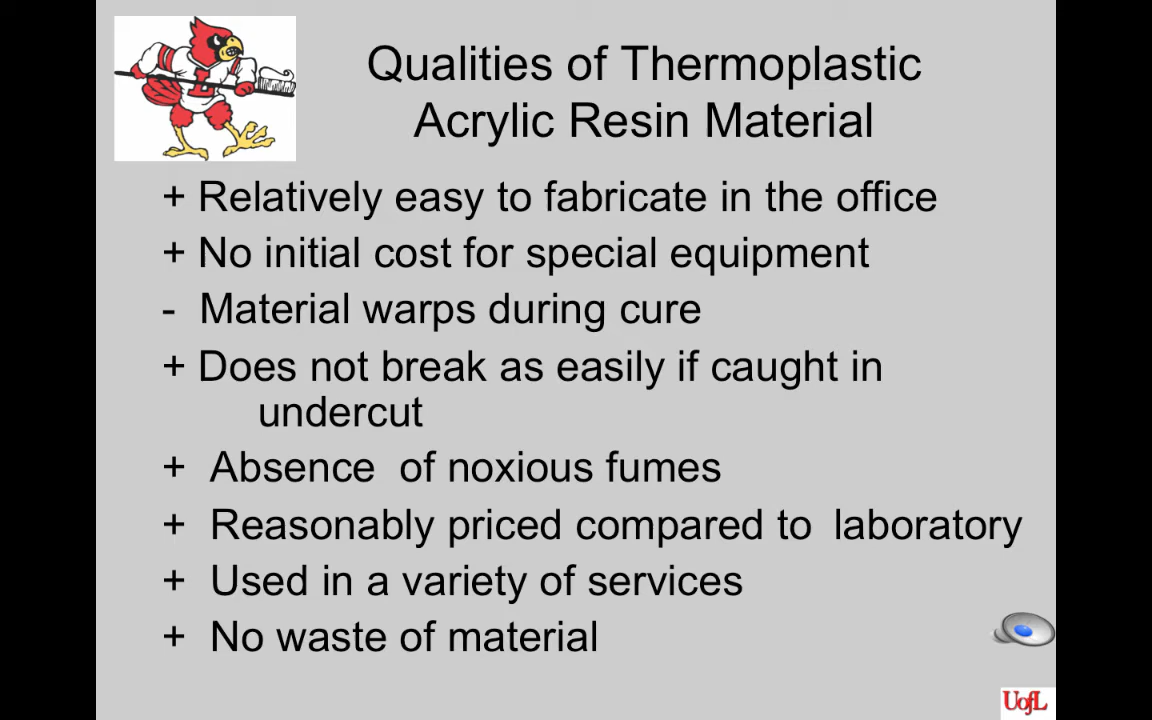 Qualities of Thermoplastic
Acrylic Resin Material
+ Relatively easy to fabricate in the office
+ No initial cost for special equipment
- Material warps during cure
+ Does not break as easily if caught in
undercut
+ Absence of noxious fumes
+ Reasonably priced compared to laboratory
+ Used in a variety of services
+ No waste of material
UofL